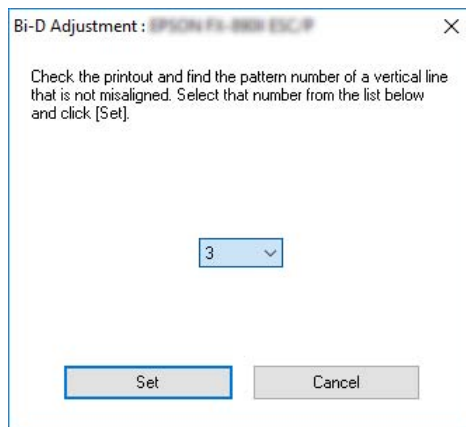 Bi-D Adjustment :
Check the printout and find the pattern number of a vertical line
that is not misaligned. Select that number from the list below
and click [Set].
3
Set
Cancel